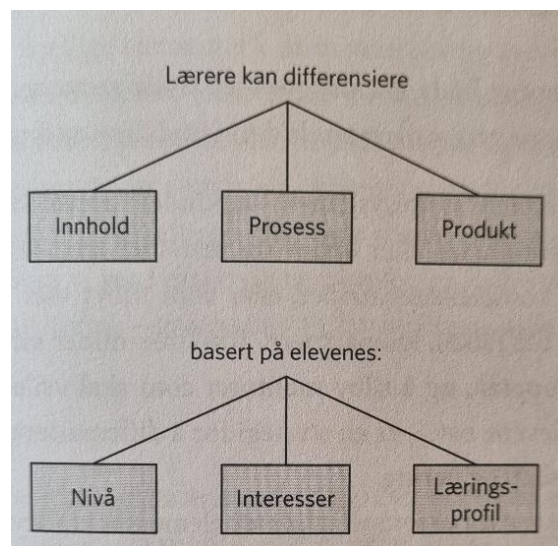 Lærere kan differensiere
Innhold
Prosess
Produkt
basert på elevenes:
Nivå
Interesser
Lærings-
profil